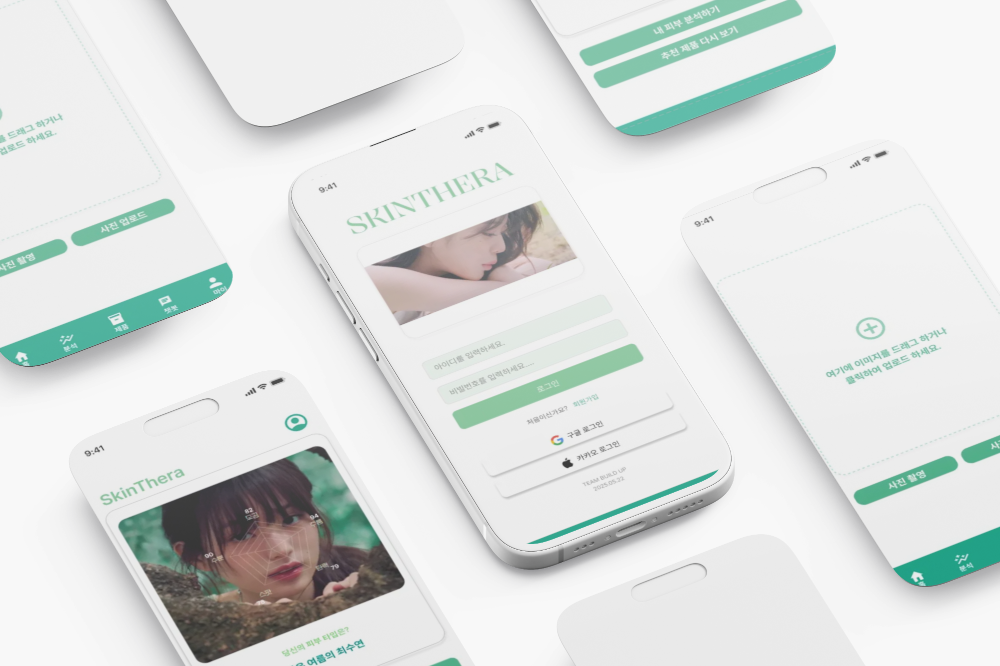 내 피부 분석하기
추천 제품 다시 보기
드래그 하거나
업로드 하세요.
사진 촬영
사진 업로드
분석
제품
챗봇
마이
9:41
SKINTHERA
아이디를 입력하세요.
비밀번호를 입력하세요...
로그인
처음이신가요? 회원가입
구글 로그인
카카오 로그인
TEAM BUILD UP
2025.05.23.
9:41
여기에 이미지를 드래그 하거나
클릭하여 업로드 하세요.
사진 촬영
분석
9:41
SkinThera
82
94
90
79
당신의 피부 타입은?
여름의 최수연